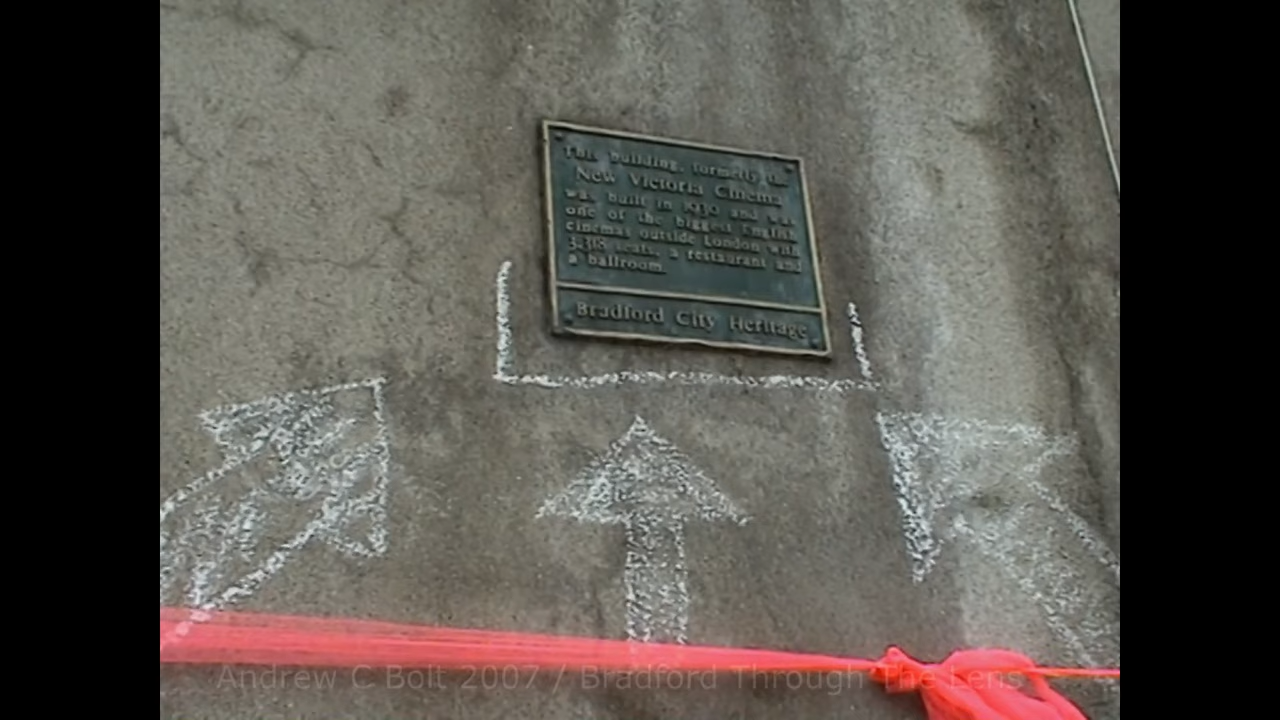 This building, formerly the
New Victoria Cinema
was built in 1930 and was
one of the biggest English
cinemas outside London with
3,318 seats, a restaurant and
a ballroom.
Bradford City Heritage
Andrew C Bolt 2007 / Bradford Through The Lens